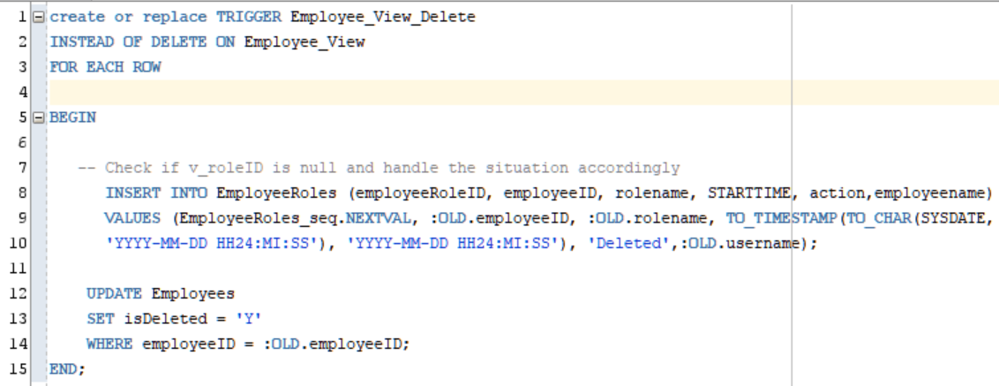 1 create or replace TRIGGER Employee_View_Delete
2 INSTEAD OF DELETE ON Employee_View
3 FOR EACH ROW
4
5 BEGIN
6
7 -- Check if v_roleID is null and handle the situation accordingly
8 INSERT INTO EmployeeRoles (employeeRoleID, employeeID, rolename, STARTTIME, action,employeename)
9 VALUES (EmployeeRoles_seq.NEXTVAL, :OLD.employeeID, :OLD.rolename, TO_TIMESTAMP(TO_CHAR(SYSDATE,
10 'YYYY-MM-DD HH24:MI:SS'), 'YYYY-MM-DD HH24:MI:SS'), 'Deleted',:OLD.username);
11
12 UPDATE Employees
13 SET isDeleted = 'Y'
14 WHERE employeeID = :OLD.employeeID;
15 END;